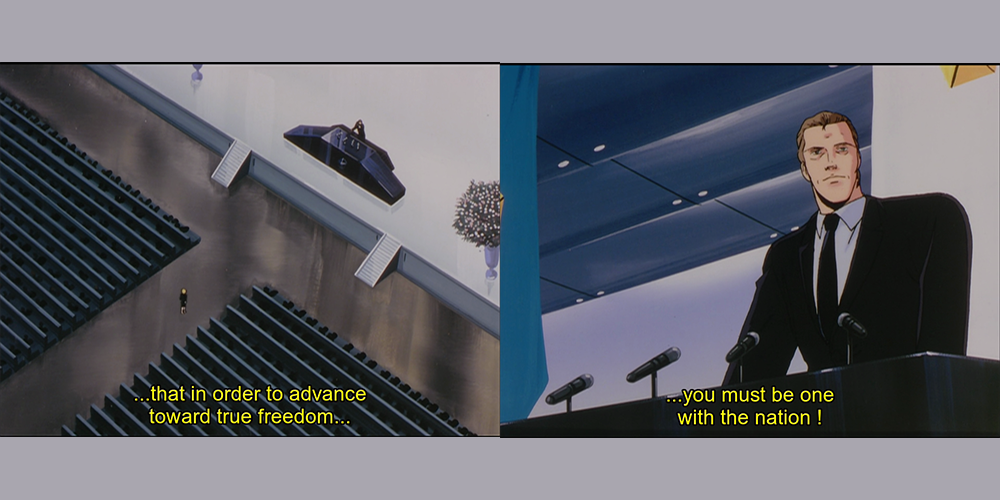 ...that in order to advance
toward true freedom...
...you must be one
with the nation !